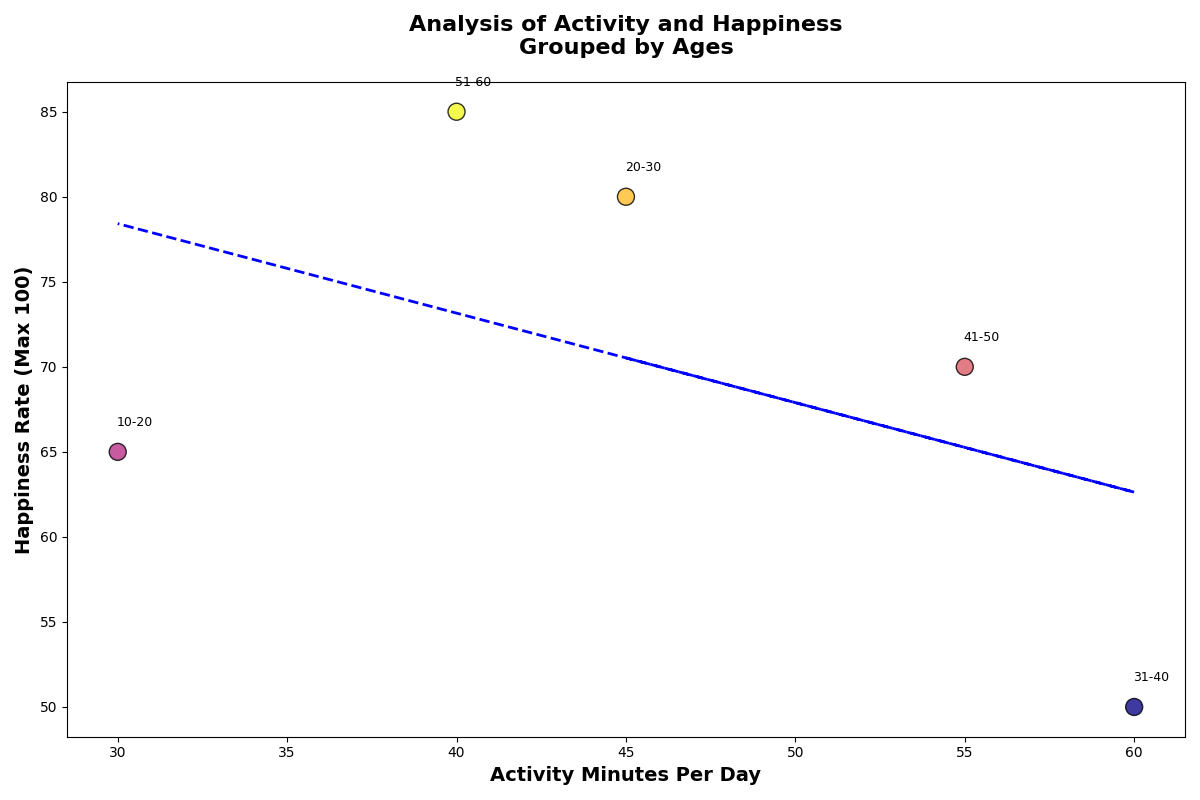 Analysis of Activity and Happiness
Grouped by Ages
51-60
85
20-30
80
75
41-50
70
10-20
65
60
55
31-40
50
Happiness Rate (Max 100)
30 35 40 45 50 55 60
Activity Minutes Per Day